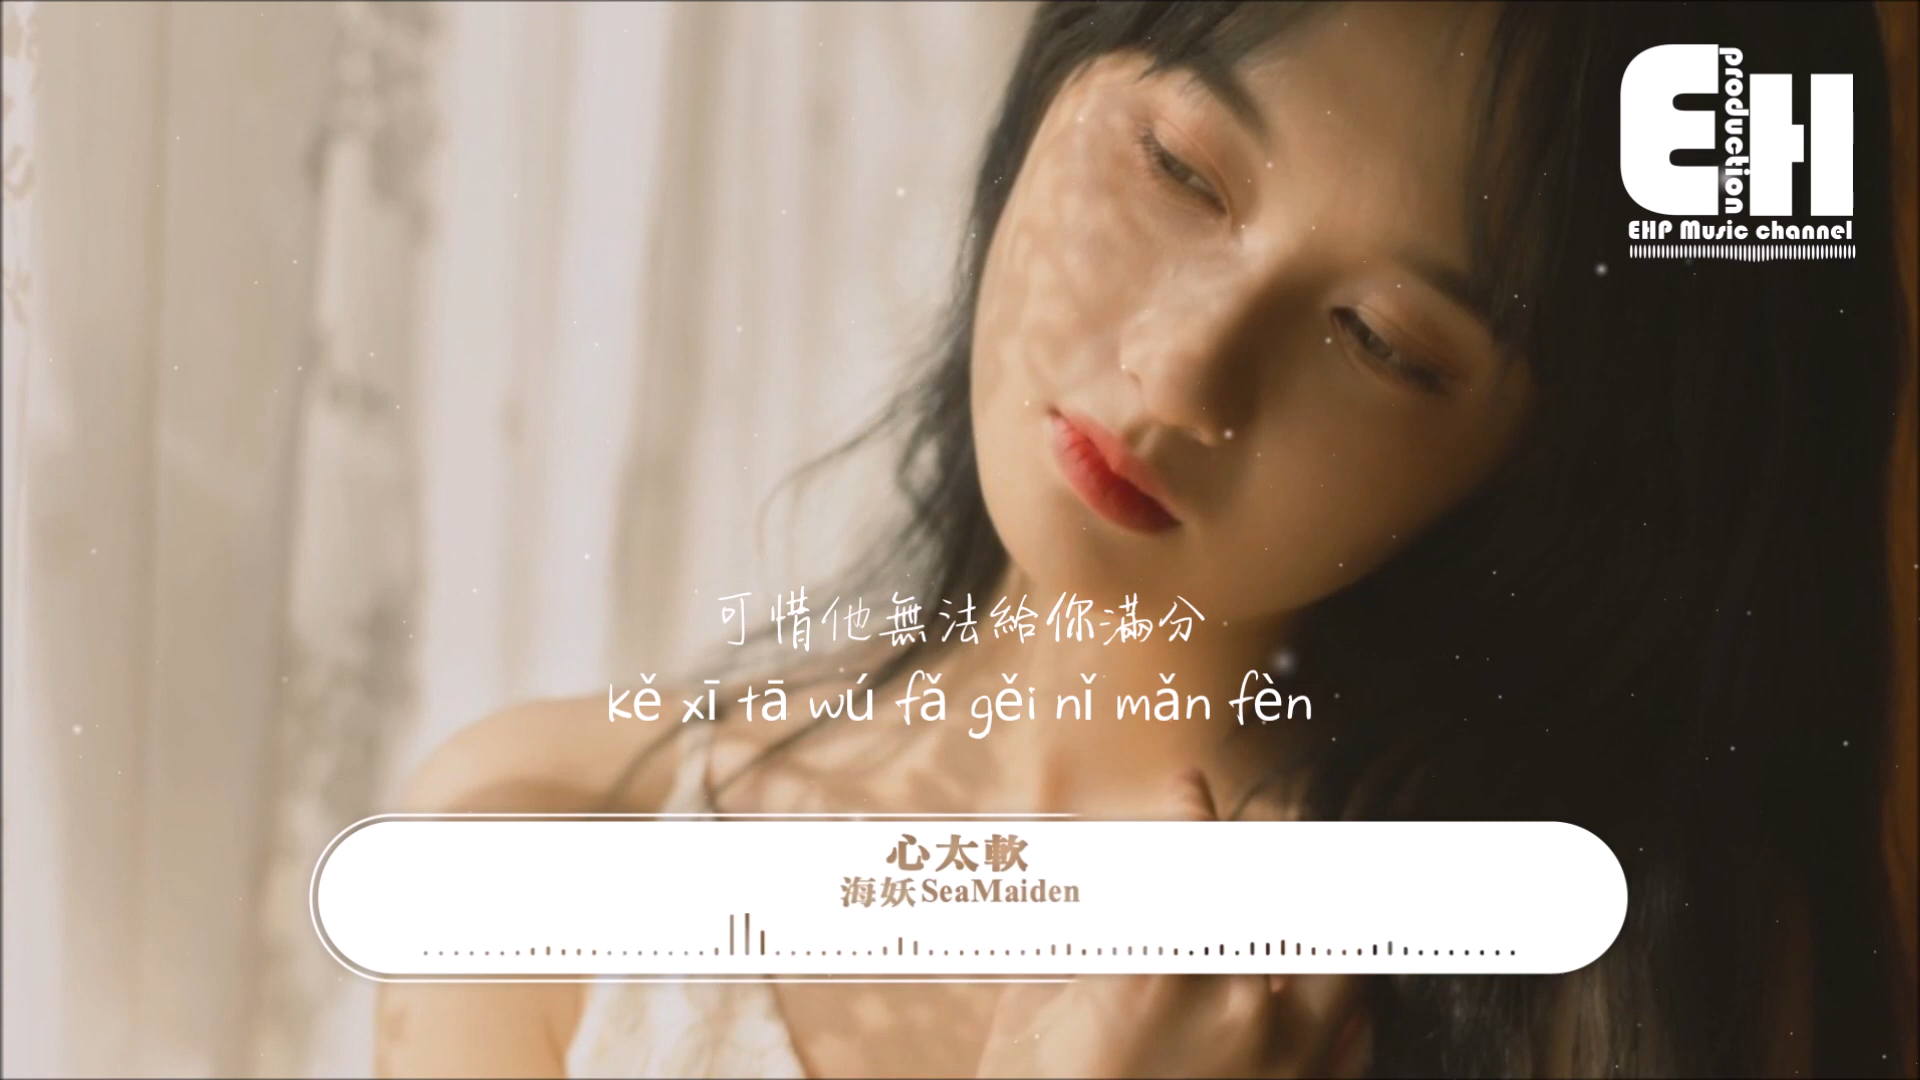 EH
production
EHP Music channel
可惜他無法給你滿分
kě xī tā wú fǎ gěi nǐ mǎn fèn
心太軟
海妖SeaMaiden